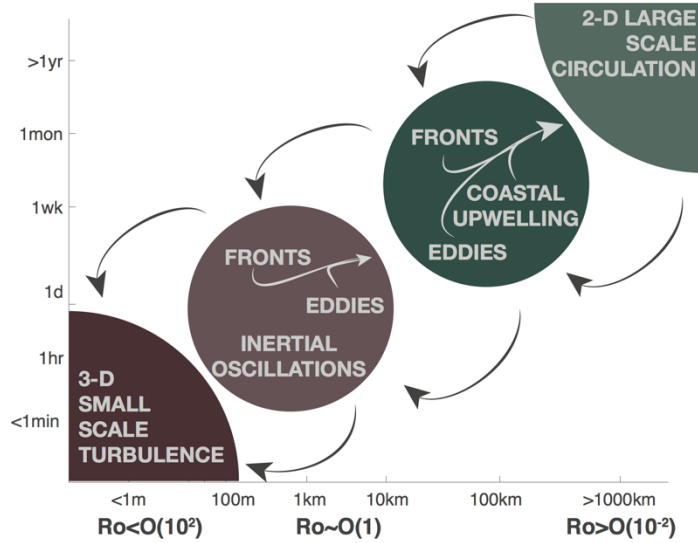 2-D LARGE
SCALE
CIRCULATION
>1yr
1mon
1wk
1d
1hr
<1min
FRONTS
COASTAL
UPWELLING
EDDIES
FRONTS
EDDIES
INERTIAL
OSCILLATIONS
3-D
SMALL
SCALE
TURBULENCE
<1m 100m 1km 10km 100km >1000km
Ro<O(10²) Ro~O(1) Ro>O(10⁻²)